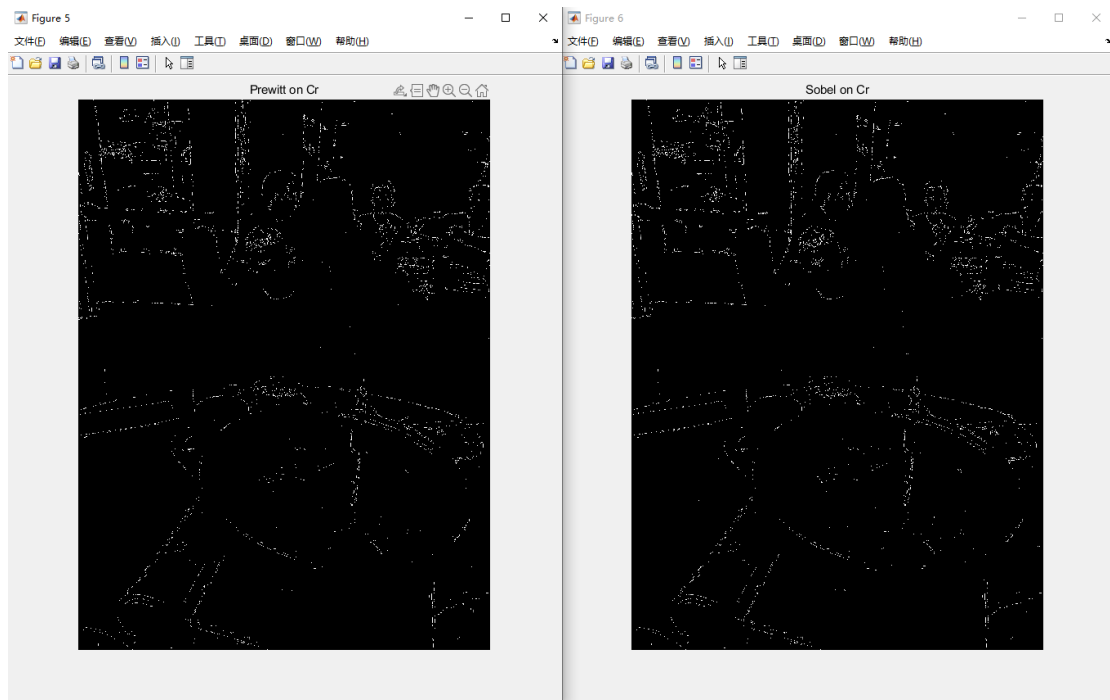 Figure 5
文件(F) 编辑(E) 查看(V) 插入(I) 工具(T) 桌面(D) 窗口(W) 帮助(H)
Prewitt on Cr
Figure 6
文件(F) 编辑(E) 查看(V) 插入(I) 工具(T) 桌面(D) 窗口(W) 帮助(H)
Sobel on Cr